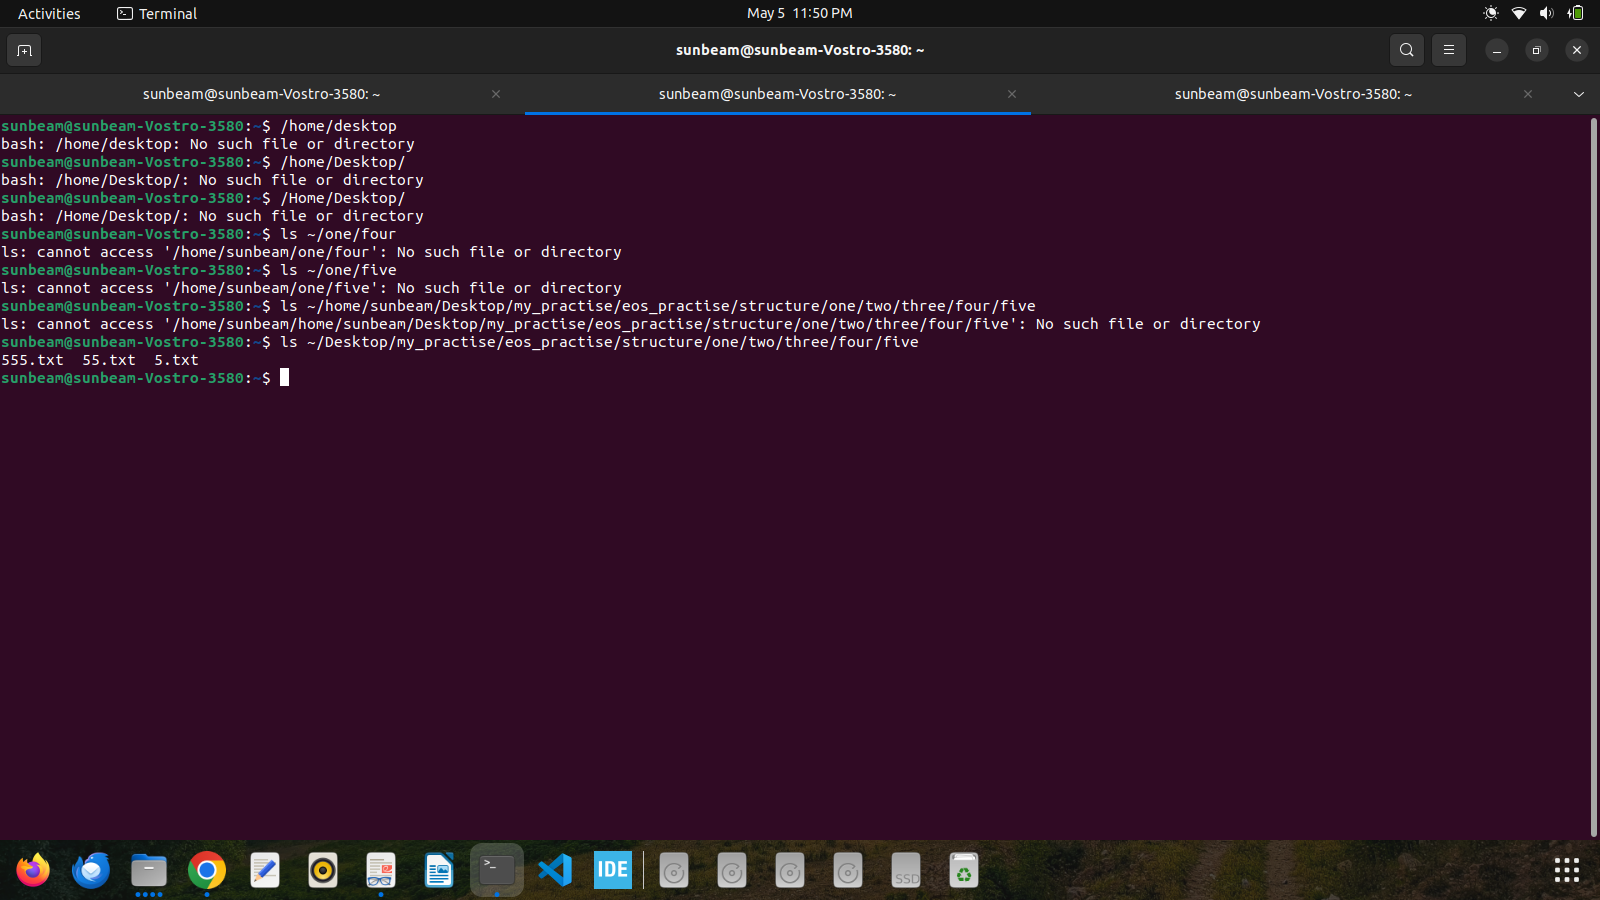 Activities Terminal May 5 11:50 PM
sunbeam@sunbeam-Vostro-3580: ~
sunbeam@sunbeam-Vostro-3580: ~ sunbeam@sunbeam-Vostro-3580: ~ sunbeam@sunbeam-Vostro-3580: ~
sunbeam@sunbeam-Vostro-3580:~$ /home/desktop
bash: /home/desktop: No such file or directory
sunbeam@sunbeam-Vostro-3580:~$ /home/Desktop/
bash: /home/Desktop/: No such file or directory
sunbeam@sunbeam-Vostro-3580:~$ /Home/Desktop/
bash: /Home/Desktop/: No such file or directory
sunbeam@sunbeam-Vostro-3580:~$ ls ~/one/four
ls: cannot access '/home/sunbeam/one/four': No such file or directory
sunbeam@sunbeam-Vostro-3580:~$ ls ~/one/five
ls: cannot access '/home/sunbeam/one/five': No such file or directory
sunbeam@sunbeam-Vostro-3580:~$ ls ~/home/sunbeam/Desktop/my_practise/eos_practise/structure/one/two/three/four/five
ls: cannot access '/home/sunbeam/home/sunbeam/Desktop/my_practise/eos_practise/structure/one/two/three/four/five': No such file or directory
sunbeam@sunbeam-Vostro-3580:~$ ls ~/Desktop/my_practise/eos_practise/structure/one/two/three/four/five
555.txt  55.txt  5.txt
sunbeam@sunbeam-Vostro-3580:~$
>_ IDE SSD